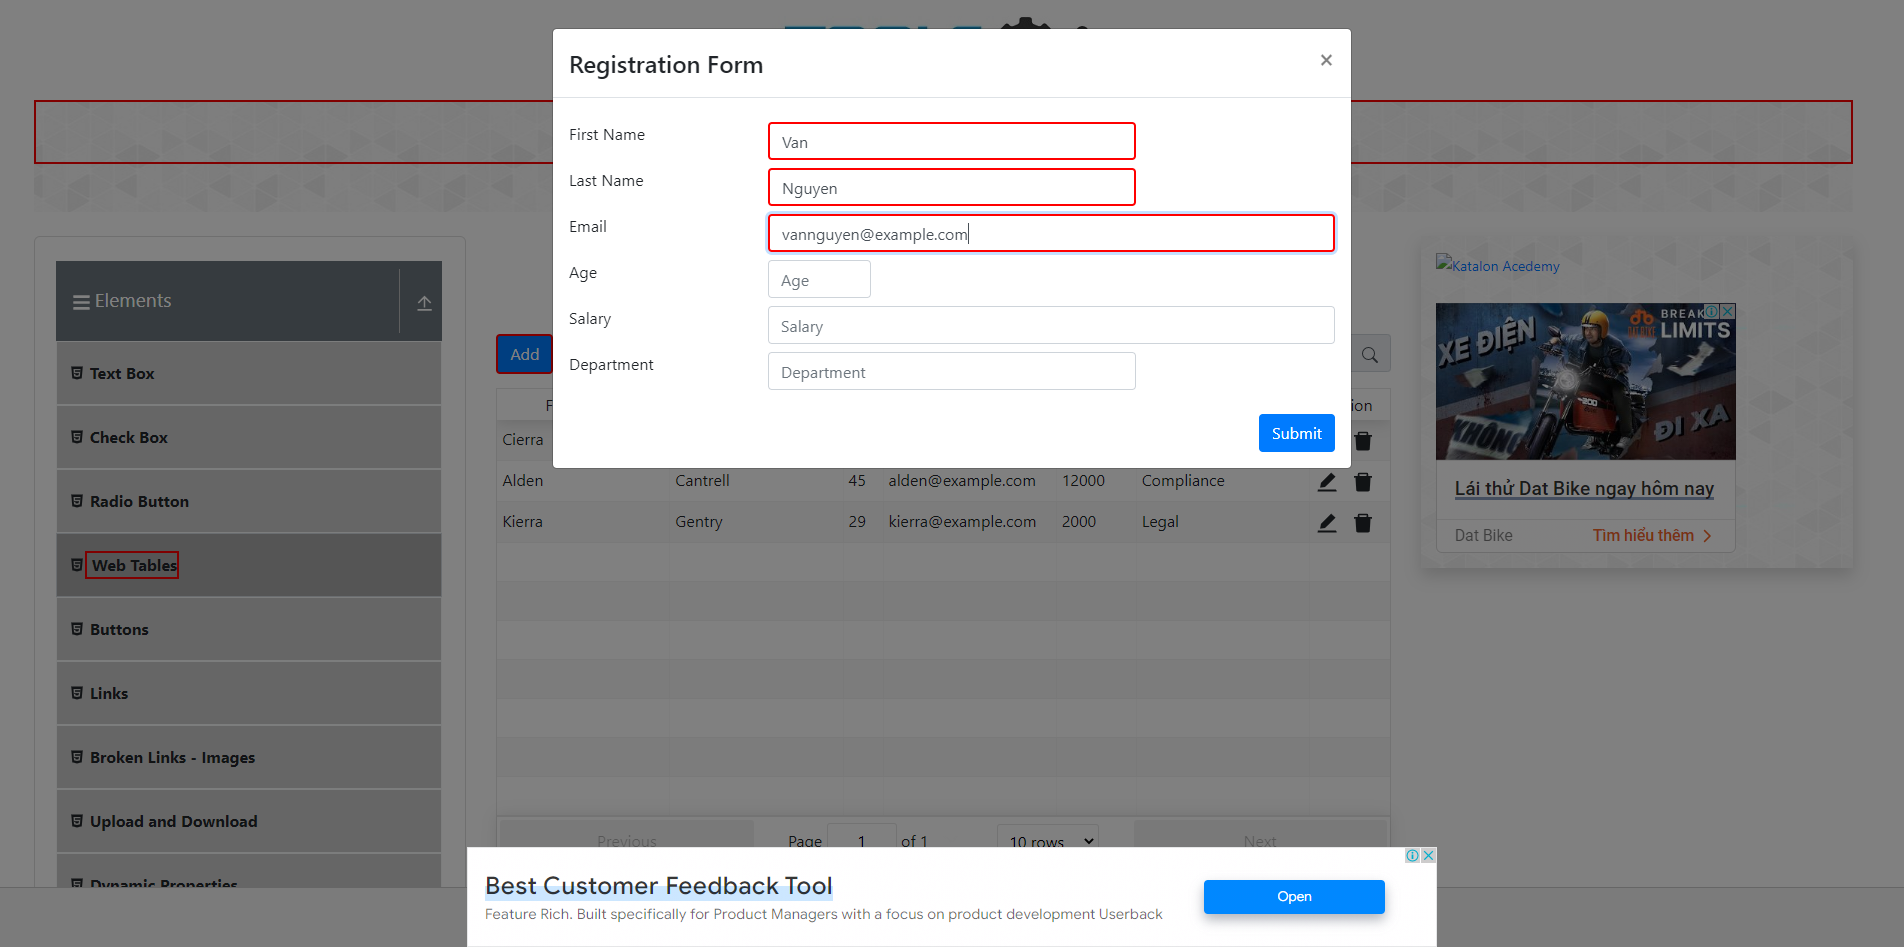 Registration Form
×
First Name
Van
Last Name
Nguyen
Email
vannguyen@example.com
Age
Age
Salary
Salary
Department
Department
Submit
Elements
Text Box
Check Box
Radio Button
Web Tables
Buttons
Links
Broken Links - Images
Upload and Download
Dynamic Properties
Add
Cierra
Alden Cantrell 45 alden@example.com 12000 Compliance
Kierra Gentry 29 kierra@example.com 2000 Legal
Previous Page 1 of 1 10 rows Next
Katalon Acedemy
XE ĐIỆN
KHÔNG
ĐI XA
DAT BIKE
BREAK
LIMITS
Lái thử Dat Bike ngay hôm nay
Dat Bike Tìm hiểu thêm
Best Customer Feedback Tool
Feature Rich. Built specifically for Product Managers with a focus on product development Userback
Open